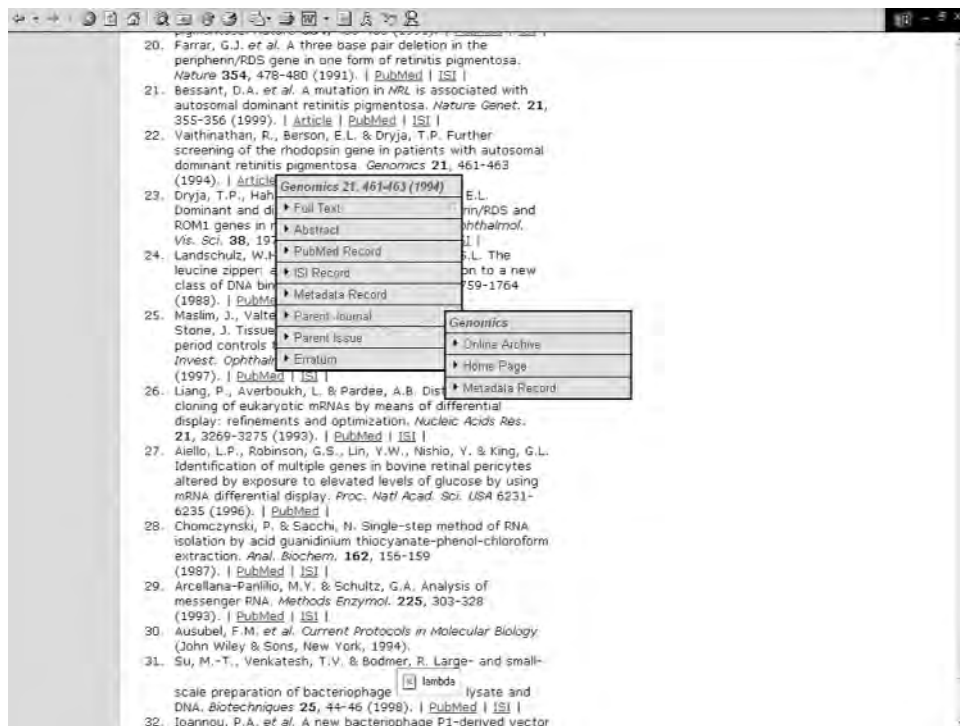 20. Farrar, G.J. et al. A three base pair deletion in the
peripherin/RDS gene in one form of retinitis pigmentosa.
Nature 354, 478-480 (1991). | PubMed | ISI |
21. Bessant, D.A. et al. A mutation in NRL is associated with
autosomal dominant retinitis pigmentosa. Nature Genet. 21,
355-356 (1999). | Article | PubMed | ISI |
22. Vaithinathan, R., Berson, E.L. & Dryja, T.P. Further
screening of the rhodopsin gene in patients with autosomal
dominant retinitis pigmentosa. Genomics 21, 461-463
(1994). | Article
Genomics 21, 461-463 (1994)
Full Text
Abstract
PubMed Record
ISI Record
Metadata Record
Parent Journal
Parent Issue
Erratum
Genomics
Online Archive
Home Page
Metadata Record
23. Dryja, T.P., Hah E.L.
Dominant and di rin/RDS and
ROM1 genes in r hthalmol.
Vis. Sci. 38, 197 |
24. Landschulz, W.H S.L. The
leucine zipper: a on to a new
class of DNA bin 759-1764
(1988). | PubMe
25. Maslim, J., Valte
Stone, J. Tissue
period controls
Invest. Ophthalm
(1997). | PubMed | ISI |
26. Liang, P., Averboukh, L. & Pardee, A.B. Dist
cloning of eukaryotic mRNAs by means of differential
display: refinements and optimization. Nucleic Acids Res.
21, 3269-3275 (1993). | PubMed | ISI |
27. Aiello, L.P., Robinson, G.S., Lin, Y.W., Nishio, Y. & King, G.L.
Identification of multiple genes in bovine retinal pericytes
altered by exposure to elevated levels of glucose by using
mRNA differential display. Proc. Natl Acad. Sci. USA 6231-
6235 (1996). | PubMed |
28. Chomczynski, P. & Sacchi, N. Single-step method of RNA
isolation by acid guanidinium thiocyanate-phenol-chloroform
extraction. Anal. Biochem. 162, 156-159
(1987). | PubMed | ISI |
29. Arcellana-Panlilio, M.Y. & Schultz, G.A. Analysis of
messenger RNA. Methods Enzymol. 225, 303-328
(1993). | PubMed | ISI |
30. Ausubel, F.M. et al. Current Protocols in Molecular Biology
(John Wiley & Sons, New York, 1994).
31. Su, M.-T., Venkatesh, T.V. & Bodmer, R. Large- and small-
scale preparation of bacteriophage lambda lysate and
DNA. Biotechniques 25, 44-46 (1998). | PubMed | ISI |
32. Ioannou, P.A. et al. A new bacteriophage P1-derived vector